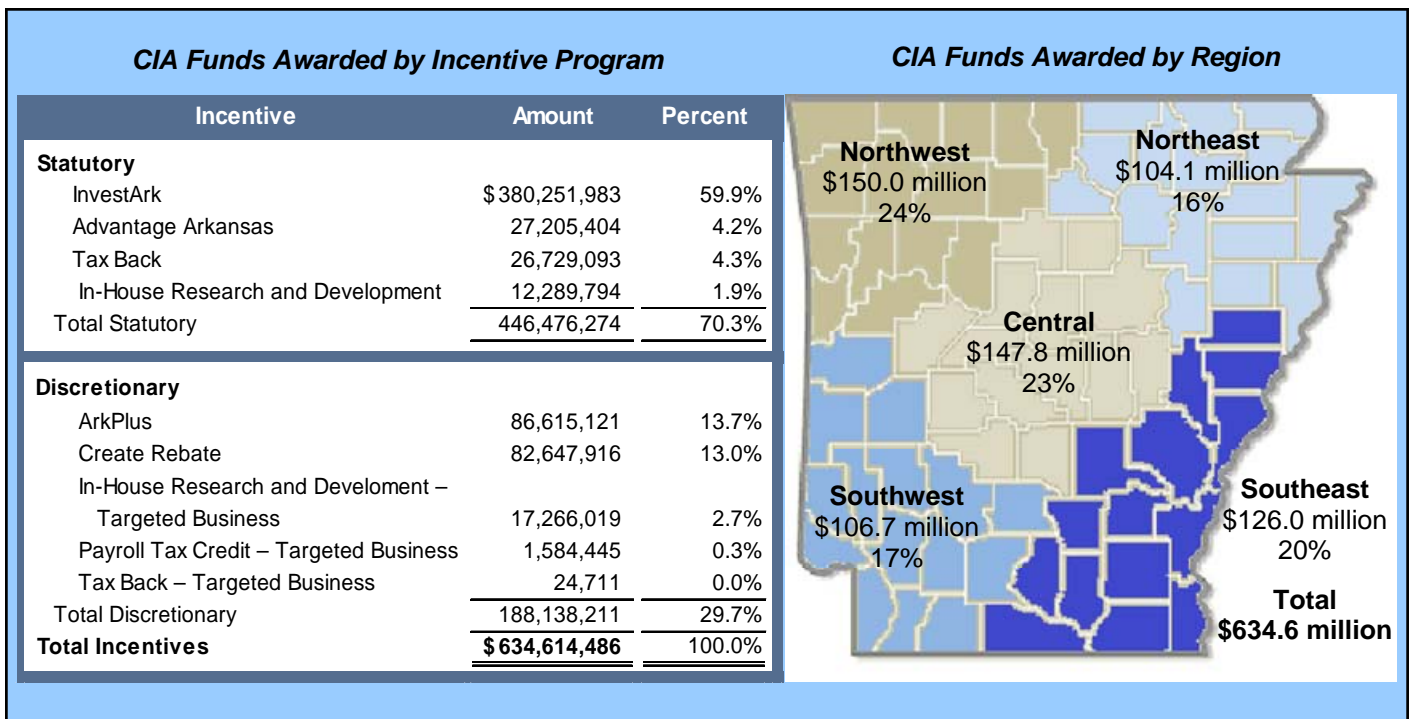 CIA Funds Awarded by Incentive Program
Incentive Amount Percent
Statutory
InvestArk $380,251,983 59.9%
Advantage Arkansas 27,205,404 4.2%
Tax Back 26,729,093 4.3%
In-House Research and Development 12,289,794 1.9%
Total Statutory 446,476,274 70.3%
Discretionary
ArkPlus 86,615,121 13.7%
Create Rebate 82,647,916 13.0%
In-House Research and Develoment –
Targeted Business 17,266,019 2.7%
Payroll Tax Credit – Targeted Business 1,584,445 0.3%
Tax Back – Targeted Business 24,711 0.0%
Total Discretionary 188,138,211 29.7%
Total Incentives $634,614,486 100.0%
CIA Funds Awarded by Region
Northwest
$150.0 million
24%
Northeast
$104.1 million
16%
Central
$147.8 million
23%
Southwest
$106.7 million
17%
Southeast
$126.0 million
20%
Total
$634.6 million